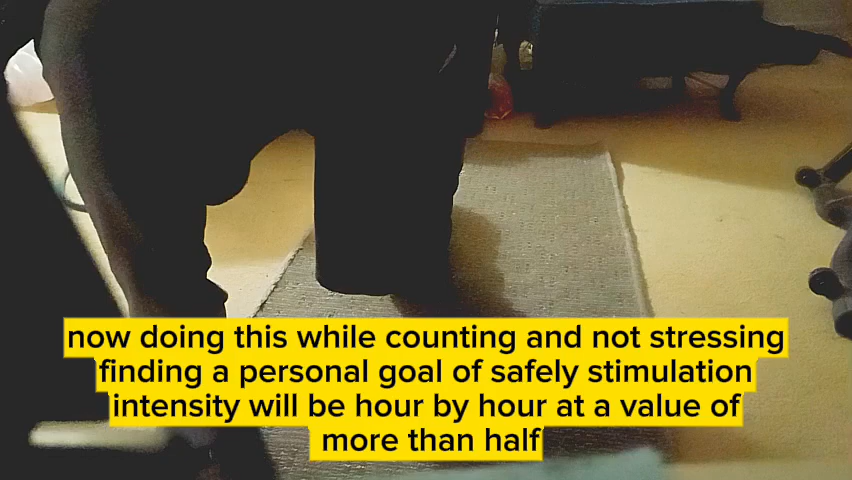 now doing this while counting and not stressing
finding a personal goal of safely stimulation
intensity will be hour by hour at a value of
more than half